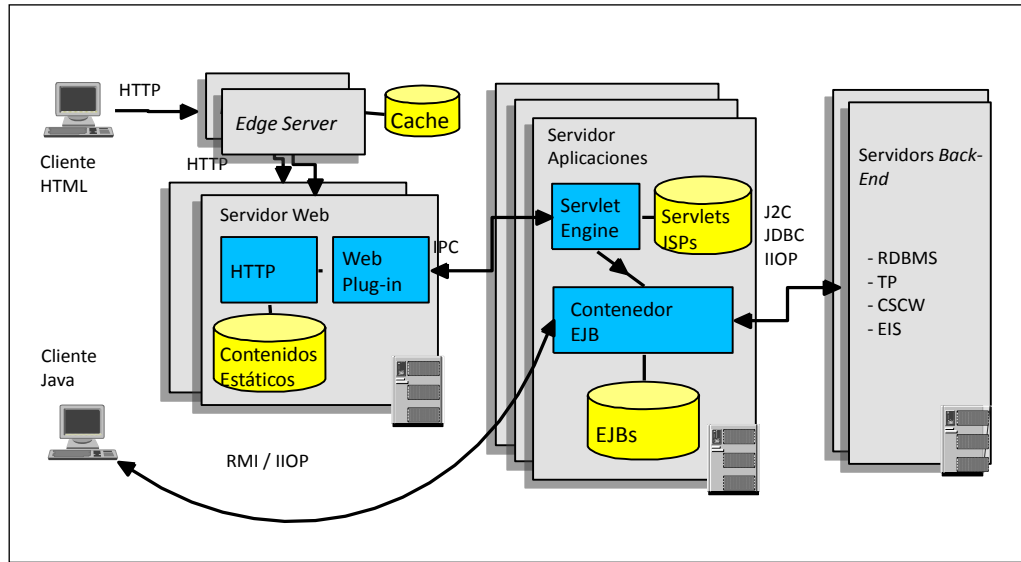 HTTP
Cliente
HTML
Edge Server
Cache
HTTP
Servidor Web
HTTP
Web
Plug-in
IPC
Contenidos
Estáticos
Cliente
Java
RMI / IIOP
Servidor
Aplicaciones
Servlet
Engine
Servlets
JSPs
Contenedor
EJB
EJBs
J2C
JDBC
IIOP
Servidors Back-
End
- RDBMS
- TP
- CSCW
- EIS